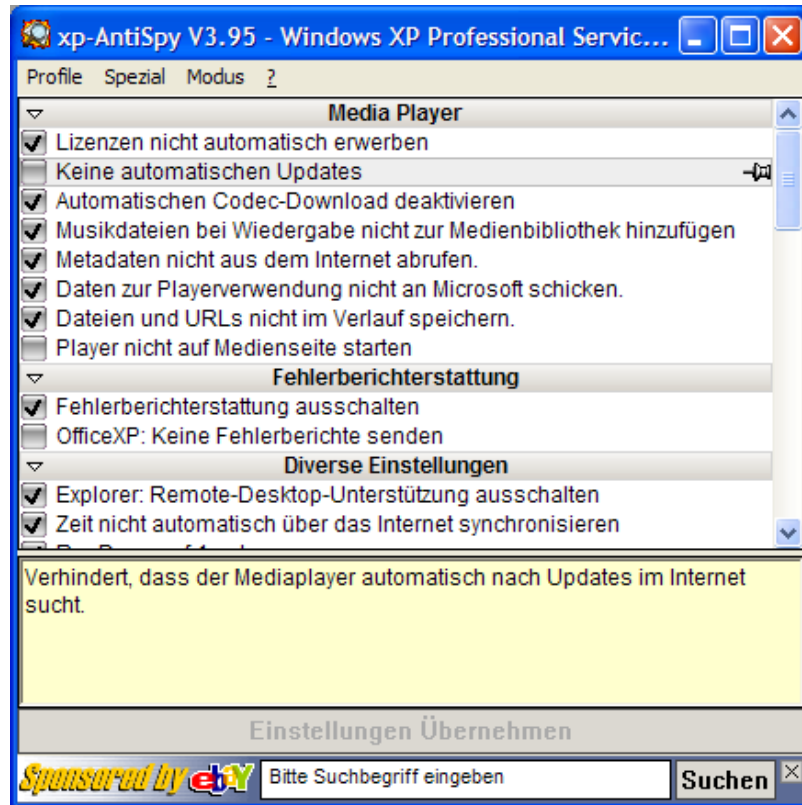 xp-AntiSpy V3.95 - Windows XP Professional Servic...
Profile Spezial Modus ?
Media Player
Lizenzen nicht automatisch erwerben
Keine automatischen Updates
Automatischen Codec-Download deaktivieren
Musikdateien bei Wiedergabe nicht zur Medienbibliothek hinzufügen
Metadaten nicht aus dem Internet abrufen.
Daten zur Playerverwendung nicht an Microsoft schicken.
Dateien und URLs nicht im Verlauf speichern.
Player nicht auf Medienseite starten
Fehlerberichterstattung
Fehlerberichterstattung ausschalten
OfficeXP: Keine Fehlerberichte senden
Diverse Einstellungen
Explorer: Remote-Desktop-Unterstützung ausschalten
Zeit nicht automatisch über das Internet synchronisieren
Verhindert, dass der Mediaplayer automatisch nach Updates im Internet
sucht.
Einstellungen Übernehmen
Sponsored by ebY Bitte Suchbegriff eingeben Suchen